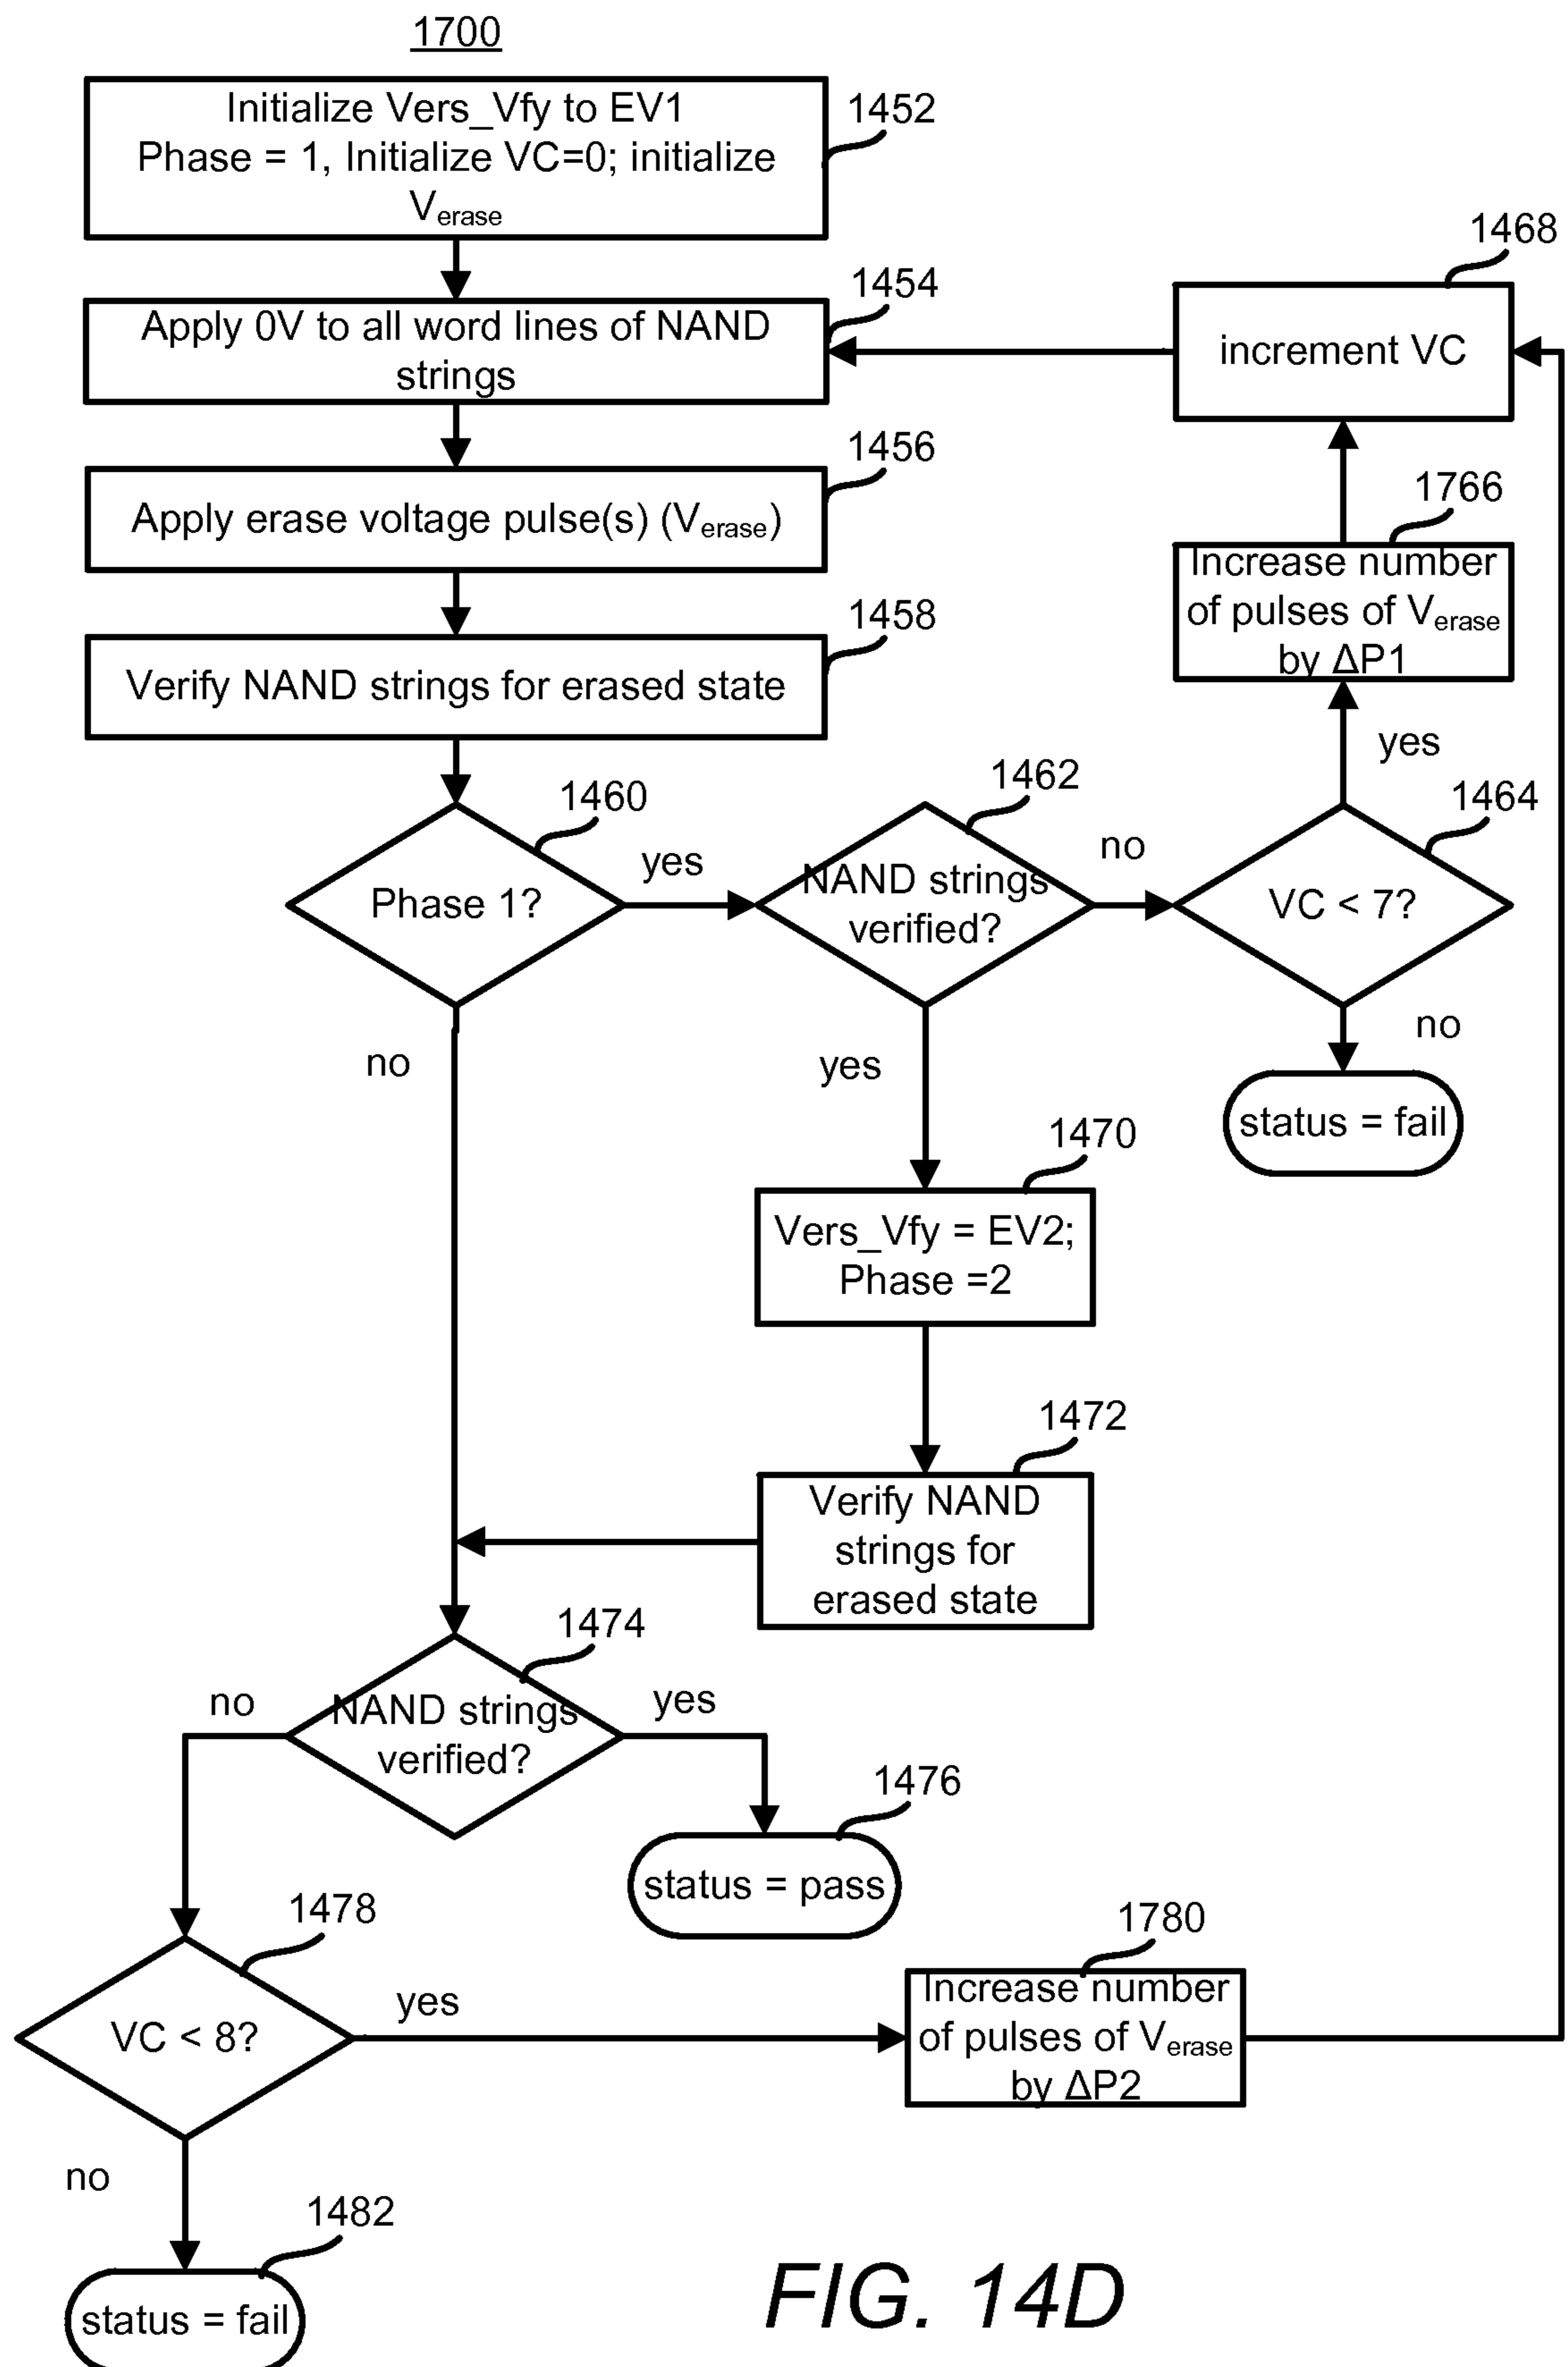 1700
Initialize Vers_Vfy to EV1
Phase = 1, Initialize VC=0; initialize
Verase
1452
Apply 0V to all word lines of NAND
strings
1454
increment VC
1468
Apply erase voltage pulse(s) (Verase)
1456
Increase number
of pulses of Verase
by ΔP1
1766
Verify NAND strings for erased state
1458
Phase 1?
1460
yes
no
NAND strings
verified?
1462
no
yes
VC < 7?
1464
yes
no
status = fail
Vers_Vfy = EV2;
Phase =2
1470
Verify NAND
strings for
erased state
1472
NAND strings
verified?
1474
no
yes
status = pass
1476
VC < 8?
1478
yes
no
Increase number
of pulses of Verase
by ΔP2
1780
status = fail
1482
FIG. 14D